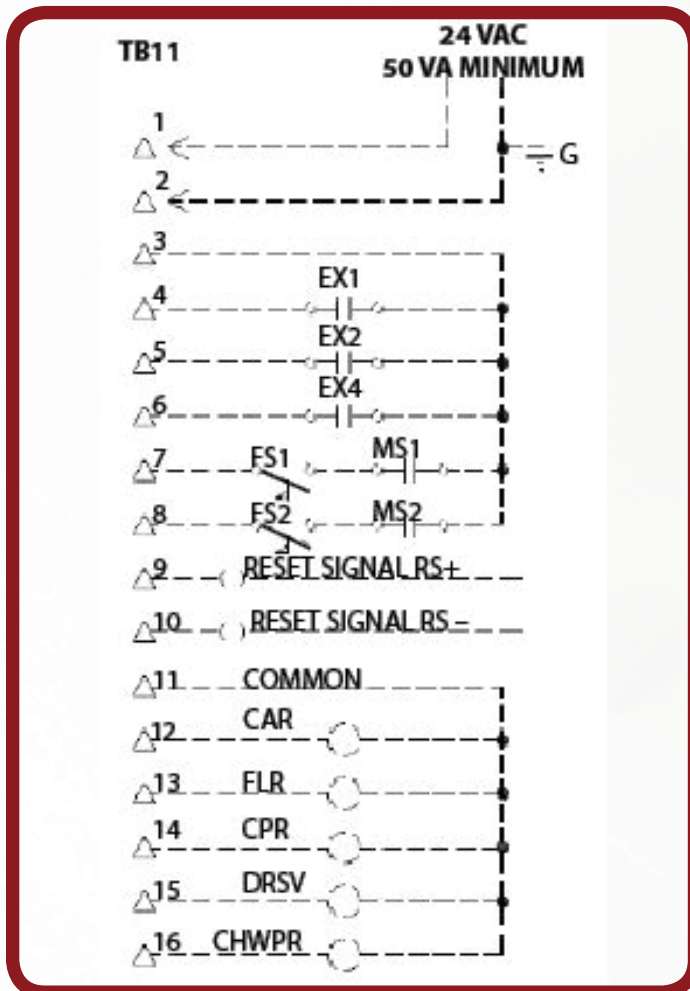 TB11
24 VAC
50 VA MINIMUM
1
G
2
3
EX1
4
EX2
5
EX4
6
7 FS1 MS1
8 FS2 MS2
9 RESET SIGNAL RS+
10 RESET SIGNAL RS –
11 COMMON
CAR
12
13 FLR
14 CPR
15 DRSV
16 CHWPR